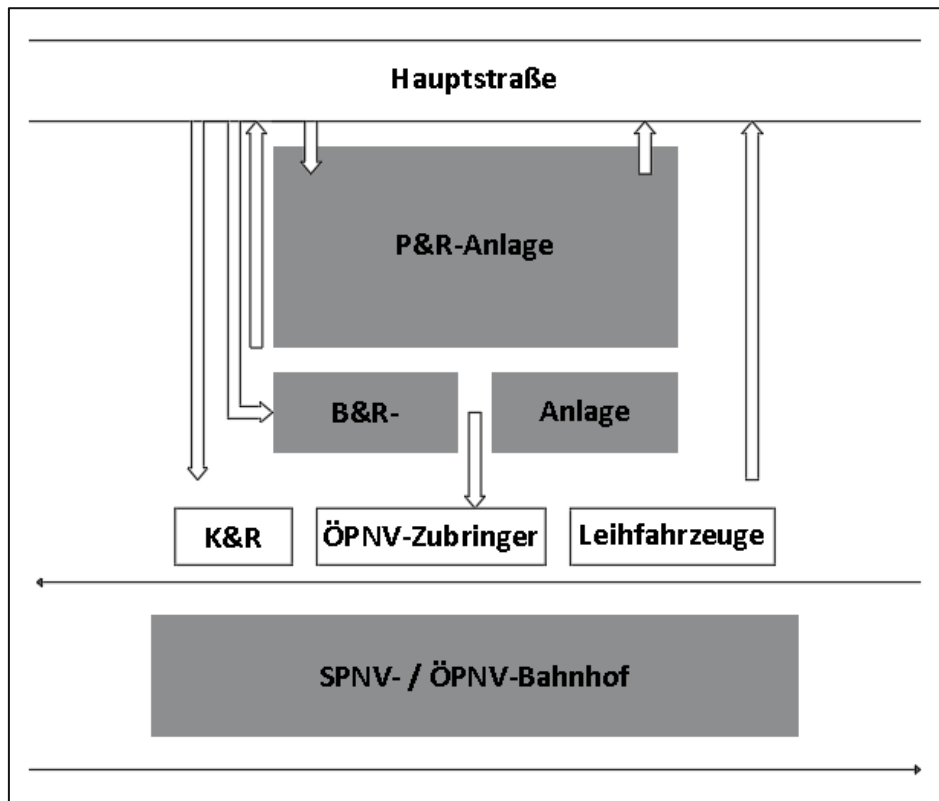 Hauptstraße
P&R-Anlage
B&R- Anlage
K&R ÖPNV-Zubringer Leihfahrzeuge
SPNV- / ÖPNV-Bahnhof